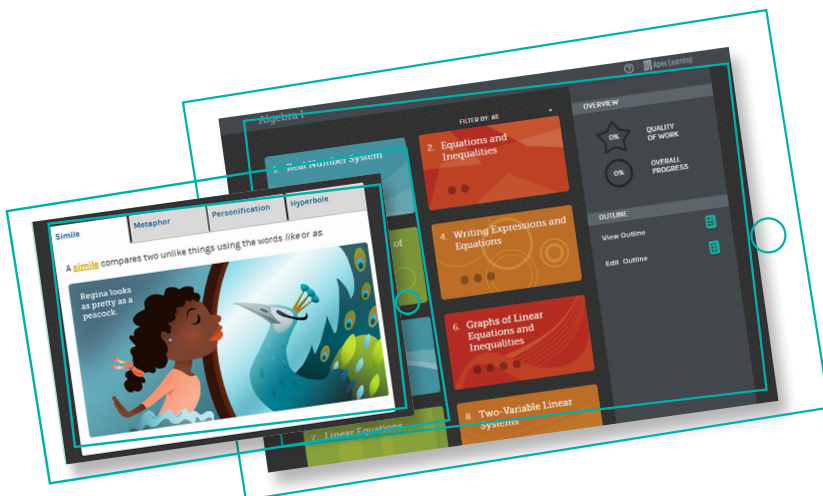 Algebra I
Apex Learning
FILTER BY: All
1. Real Number System
2. Equations and
Inequalities
of
4. Writing Expressions and
Equations
6. Graphs of Linear
Equations and
Inequalities
7. Linear Equations
8. Two-Variable Linear
Systems
OVERVIEW
0%
QUALITY
OF WORK
0%
OVERALL
PROGRESS
OUTLINE
View Outline
Edit Outline
Simile
Metaphor
Personification
Hyperbole
A simile compares two unlike things using the words like or as.
Regina looks
as pretty as a
peacock.